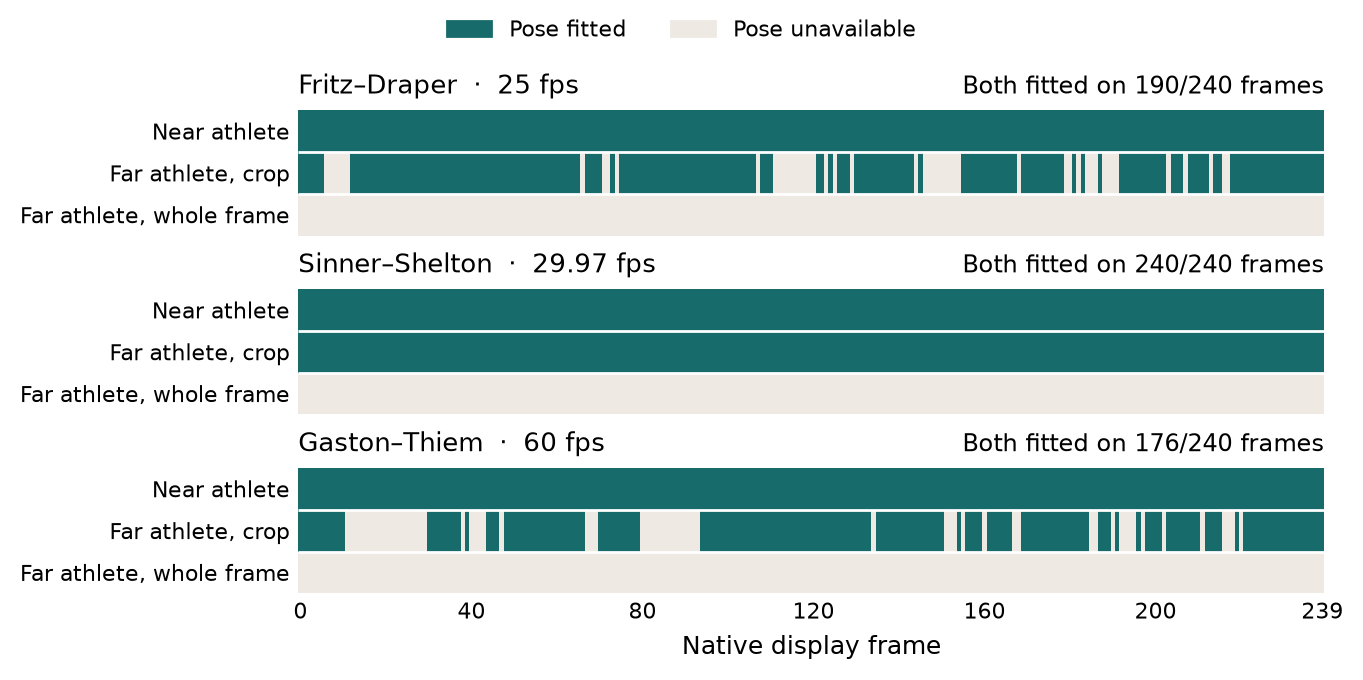 Pose fitted Pose unavailable
Fritz–Draper · 25 fps Both fitted on 190/240 frames
Near athlete
Far athlete, crop
Far athlete, whole frame
Sinner–Shelton · 29.97 fps Both fitted on 240/240 frames
Near athlete
Far athlete, crop
Far athlete, whole frame
Gaston–Thiem · 60 fps Both fitted on 176/240 frames
Near athlete
Far athlete, crop
Far athlete, whole frame
0 40 80 120 160 200 239
Native display frame